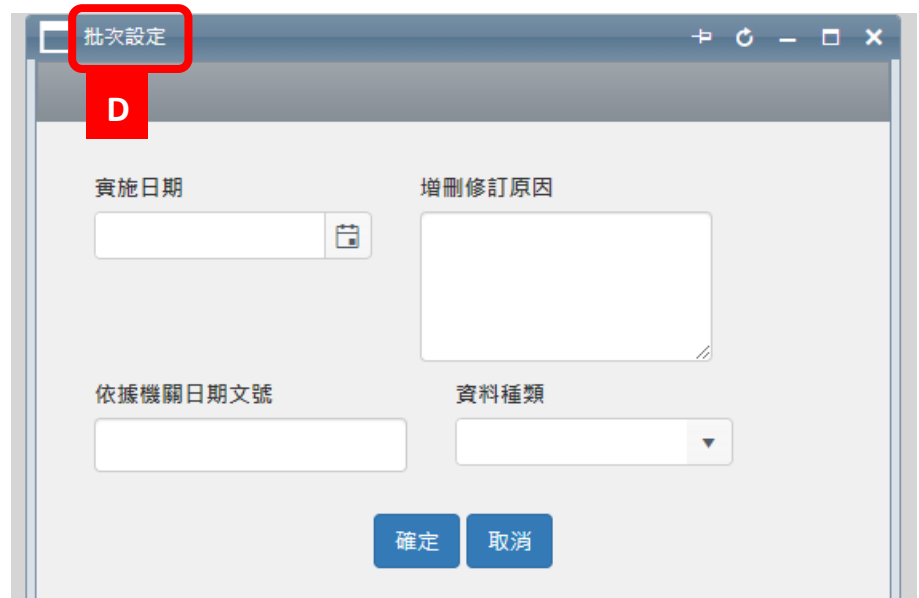 批次設定
D
實施日期
增刪修訂原因
依據機關日期文號
資料種類
確定
取消